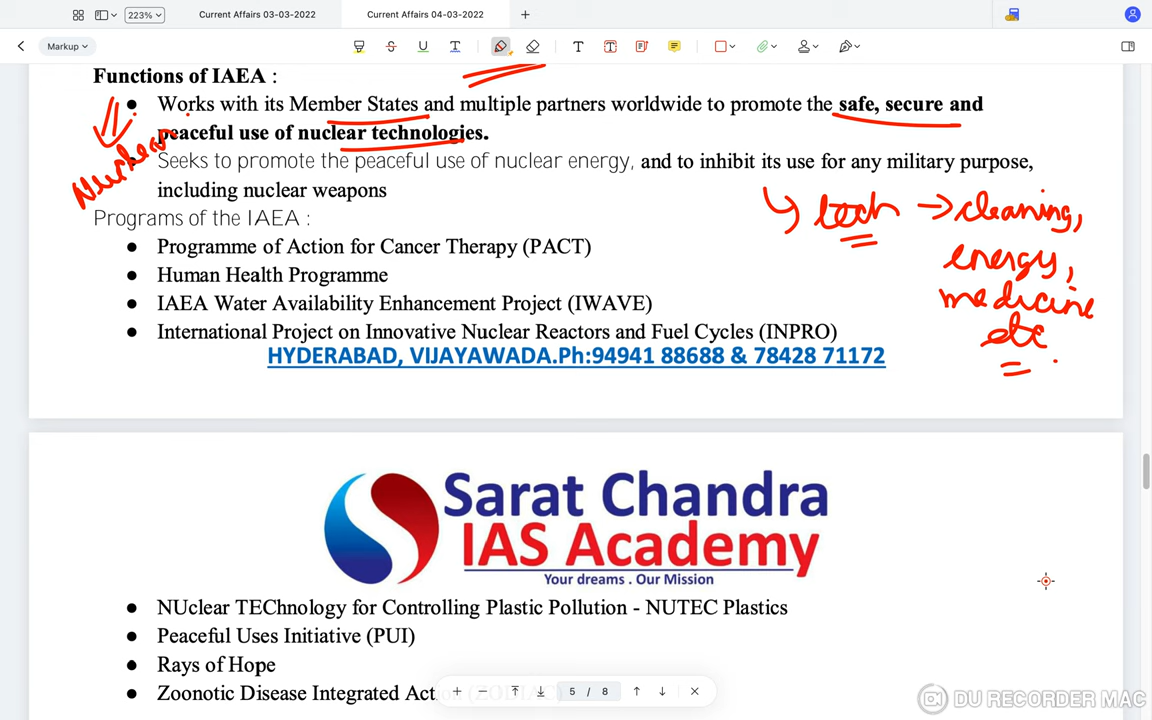 223%
Current Affairs 03-03-2022
Current Affairs 04-03-2022
Markup
Functions of IAEA :
Works with its Member States and multiple partners worldwide to promote the safe, secure and
peaceful use of nuclear technologies.
Nuclear
Seeks to promote the peaceful use of nuclear energy, and to inhibit its use for any military purpose,
including nuclear weapons
tech → cleaning,
energy,
medicine
etc
Programs of the IAEA :
Programme of Action for Cancer Therapy (PACT)
Human Health Programme
IAEA Water Availability Enhancement Project (IWAVE)
International Project on Innovative Nuclear Reactors and Fuel Cycles (INPRO)
HYDERABAD, VIJAYAWADA.Ph:94941 88688 & 78428 71172
Sarat Chandra
IAS Academy
Your dreams . Our Mission
NUclear TEChnology for Controlling Plastic Pollution - NUTEC Plastics
Peaceful Uses Initiative (PUI)
Rays of Hope
Zoonotic Disease Integrated Action (ZODIAC)
5 / 8
DU RECORDER MAC